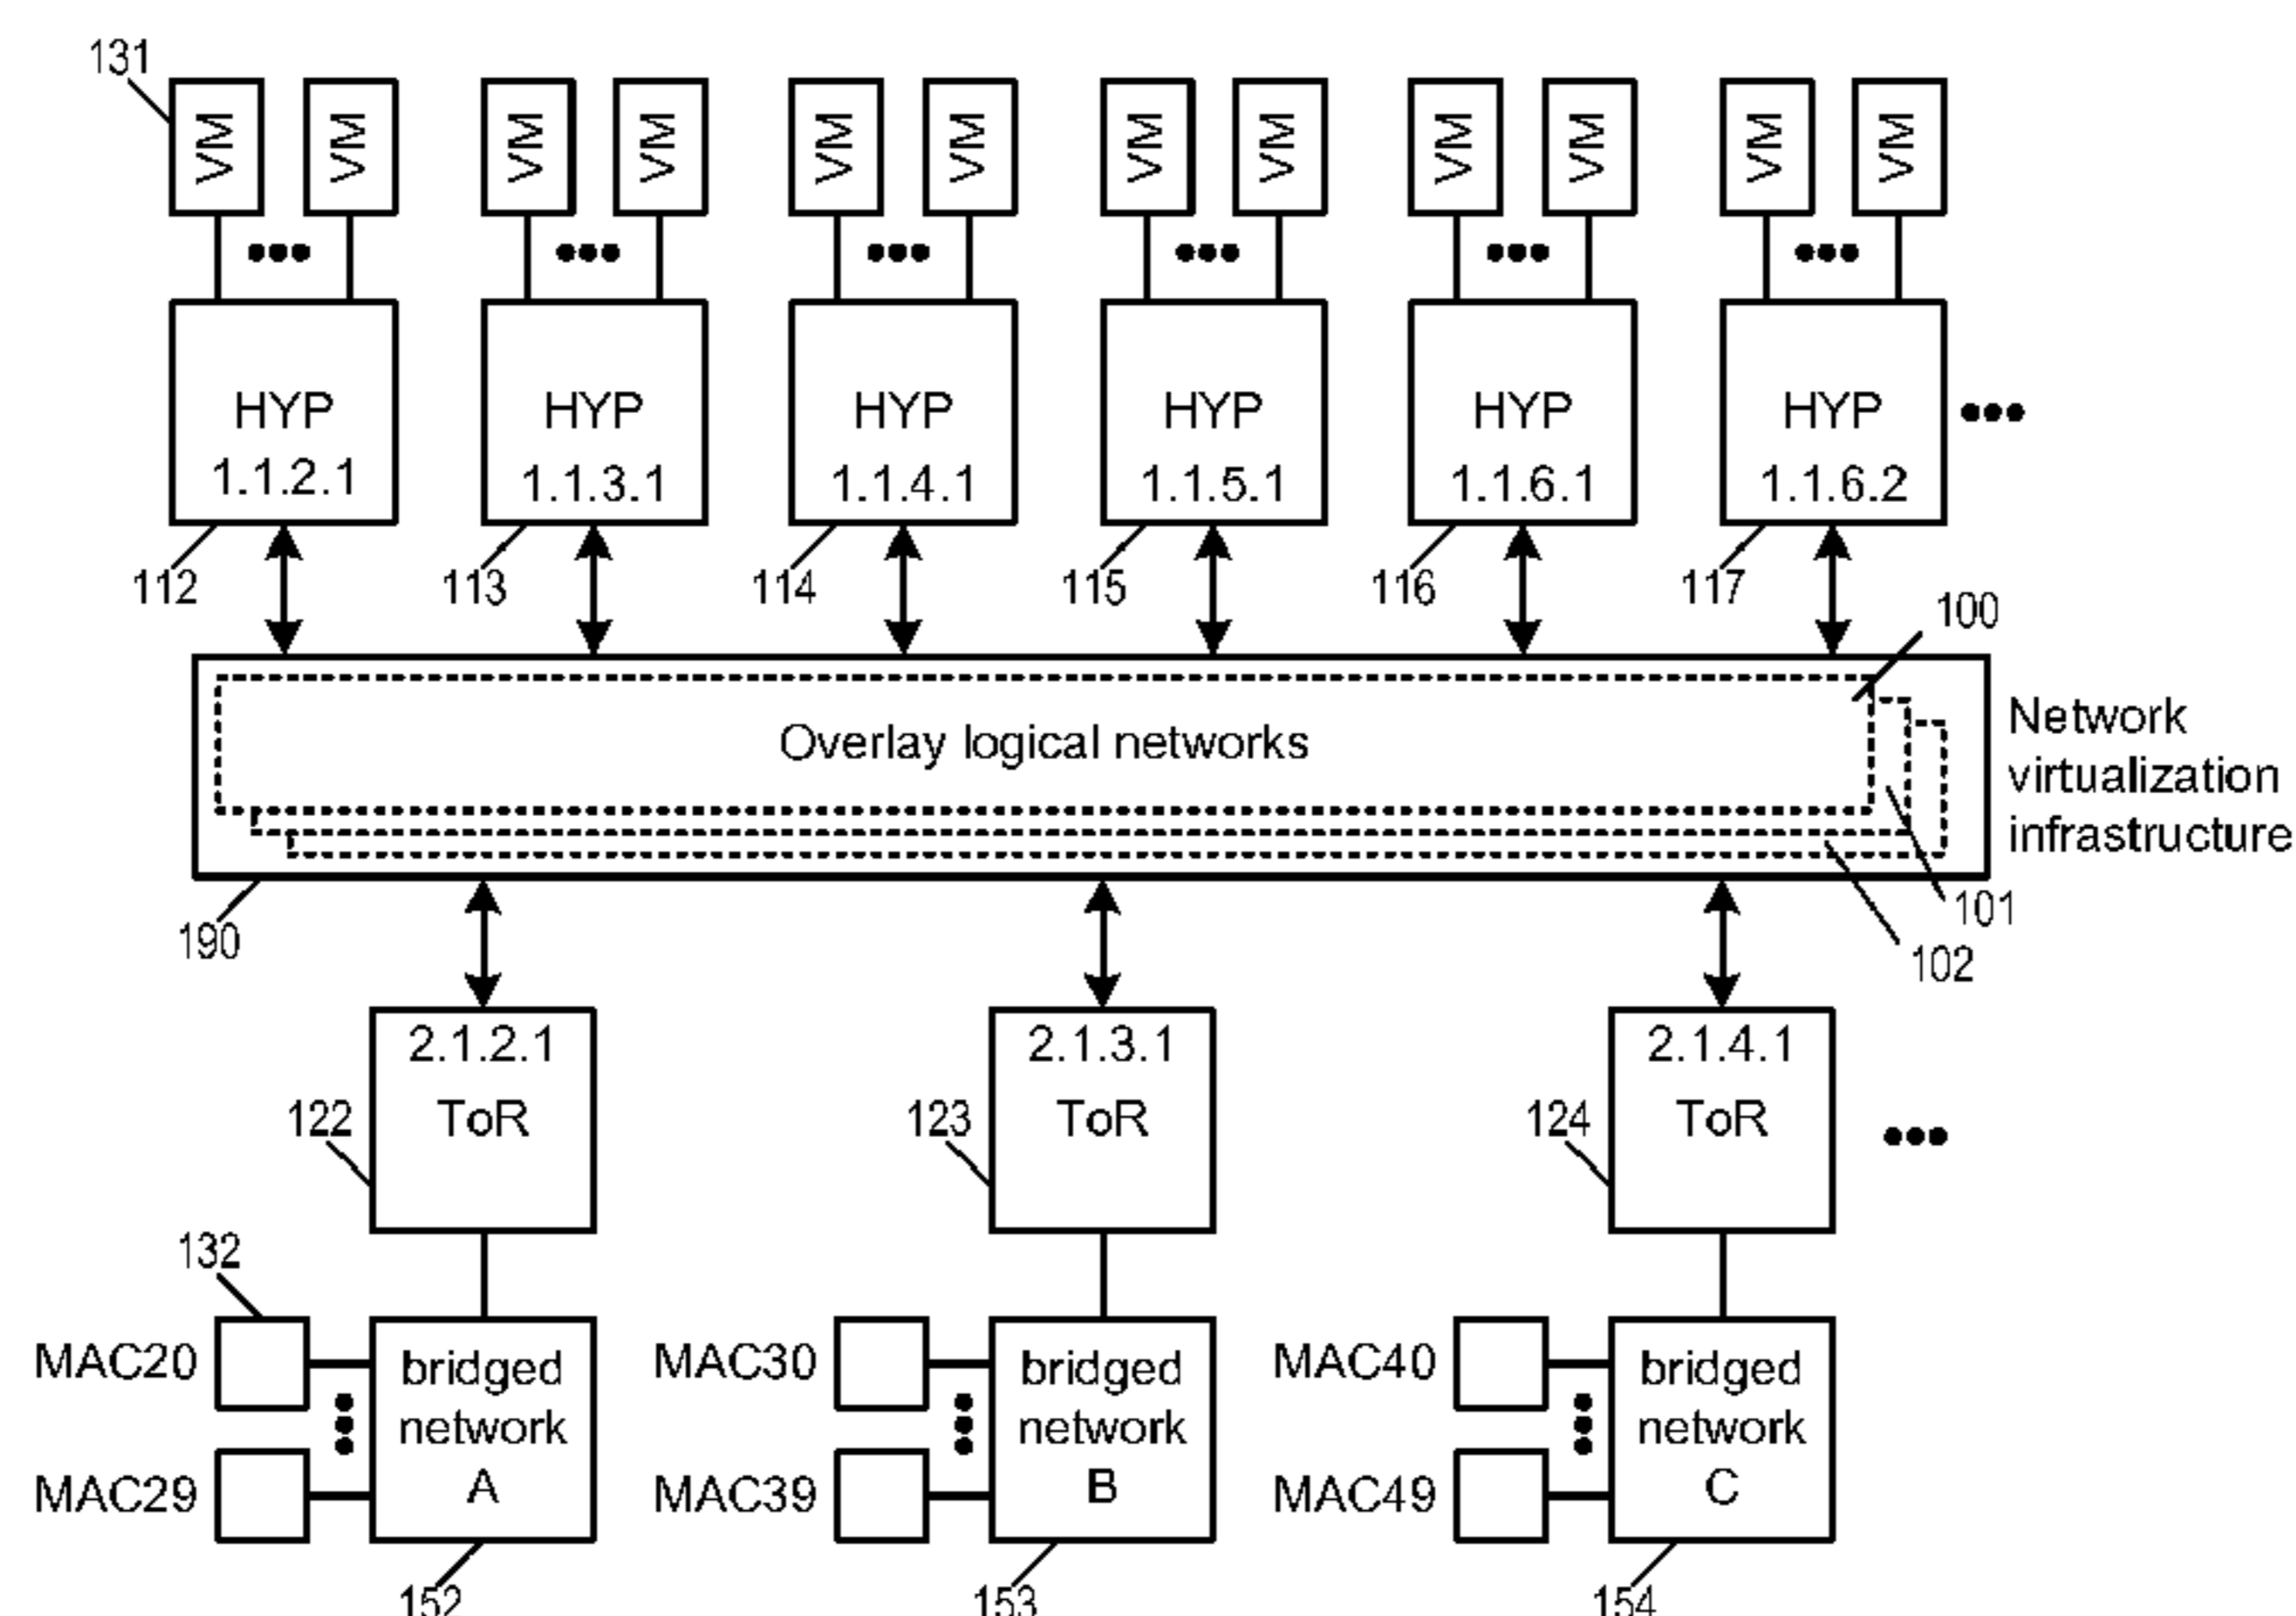 131
VM VM VM VM VM VM VM VM VM VM VM VM
HYP HYP HYP HYP HYP HYP
1.1.2.1 1.1.3.1 1.1.4.1 1.1.5.1 1.1.6.1 1.1.6.2
112 113 114 115 116 117
100
Overlay logical networks
Network
virtualization
infrastructure
101
190
102
2.1.2.1 2.1.3.1 2.1.4.1
ToR ToR ToR
122 123 124
132
MAC20 MAC30 MAC40
bridged
network
A
bridged
network
B
bridged
network
C
MAC29 MAC39 MAC49
152 153 154